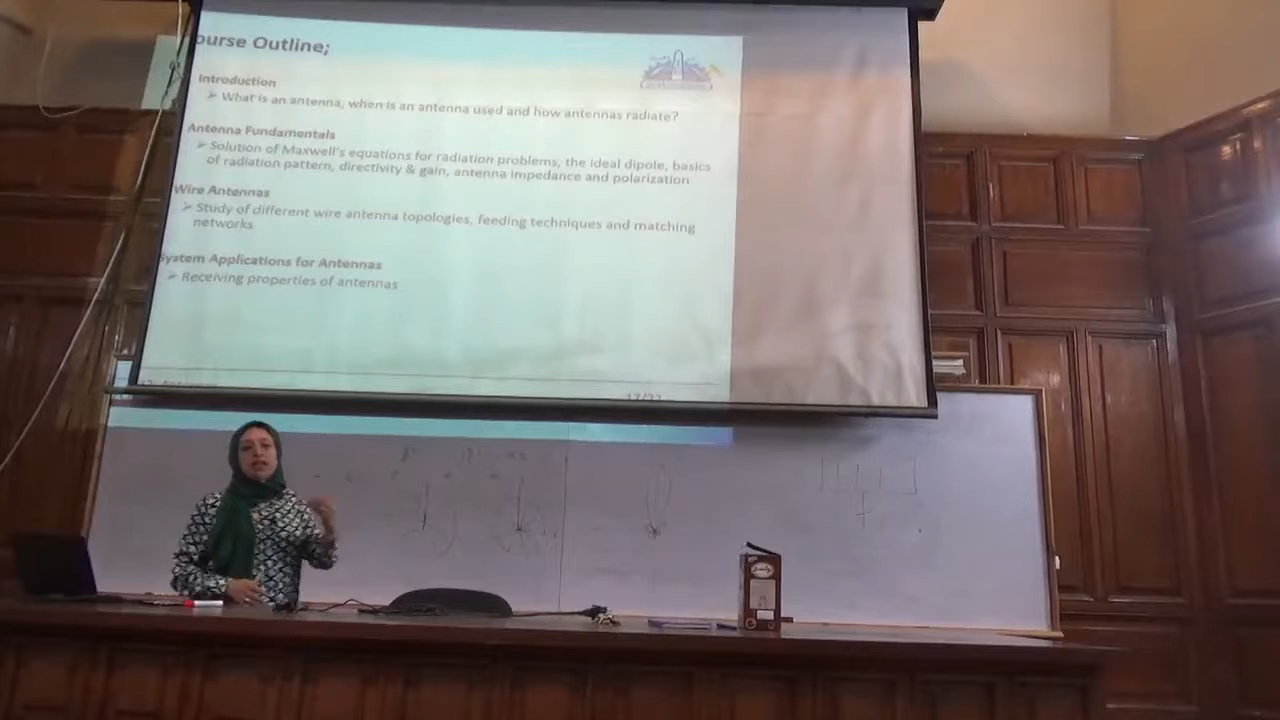 ourse Outline;
Introduction
➢ What is an antenna, when is an antenna used and how antennas radiate?
Antenna Fundamentals
➢ Solution of Maxwell's equations for radiation problems, the ideal dipole, basics
of radiation pattern, directivity & gain, antenna impedance and polarization
Wire Antennas
➢ Study of different wire antenna topologies, feeding techniques and matching
networks
System Applications for Antennas
➢ Receiving properties of antennas